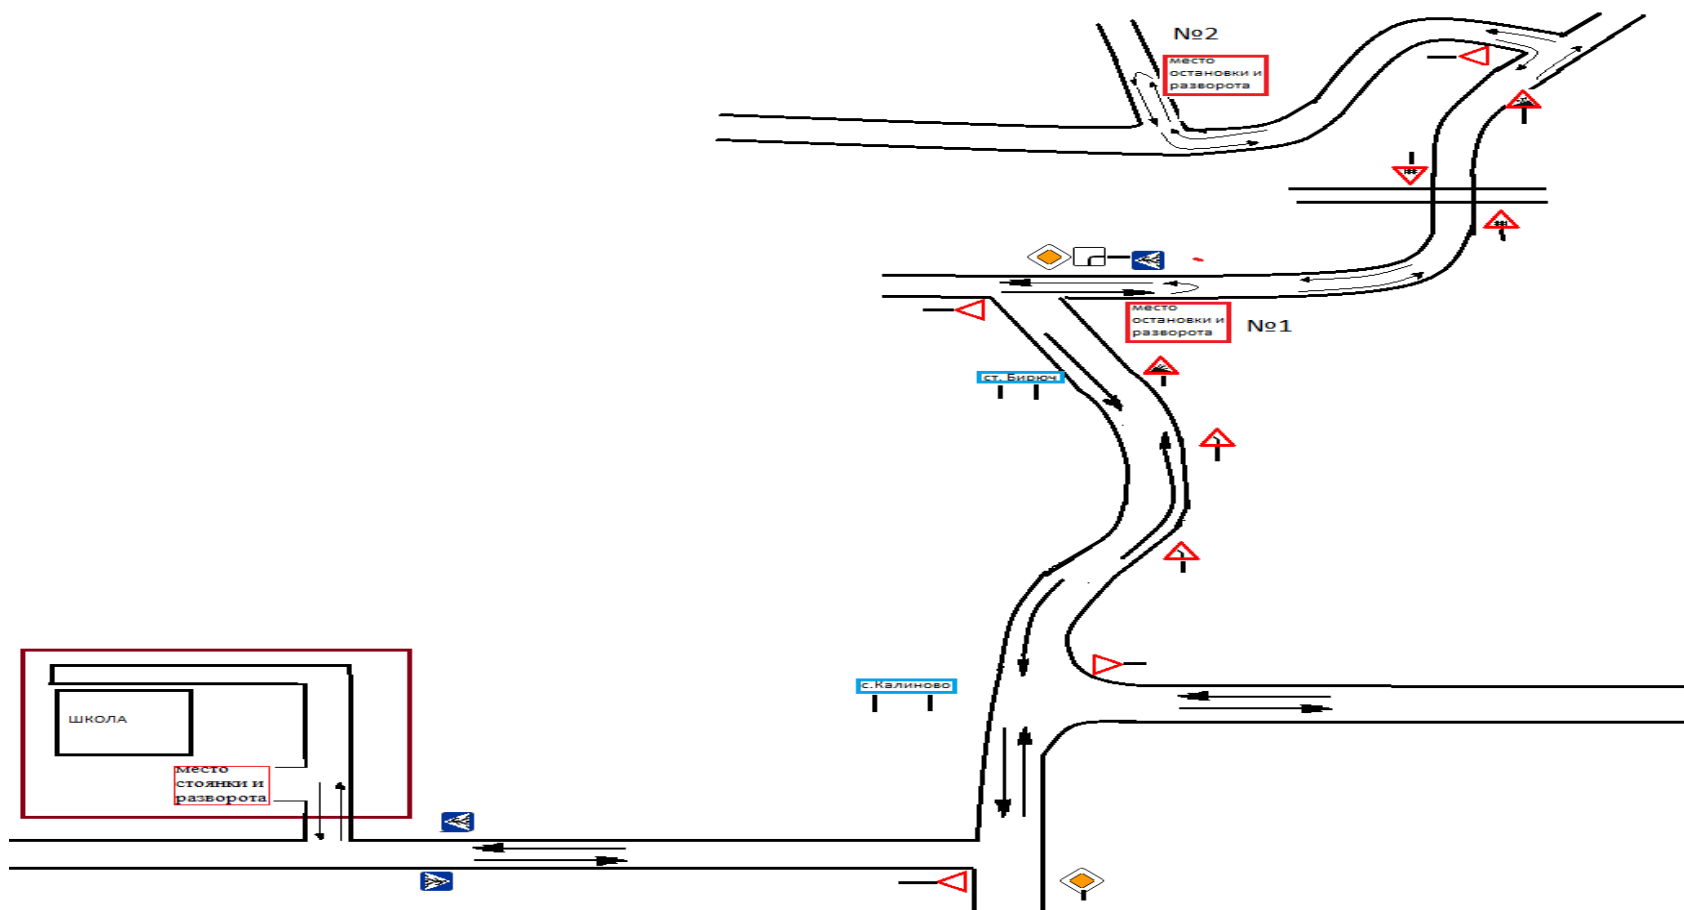 №2
место
остановки и
разворота
место
остановки и
разворота
№1
ст. Бирюч
с.Калиново
ШКОЛА
место
стоянки и
разворота